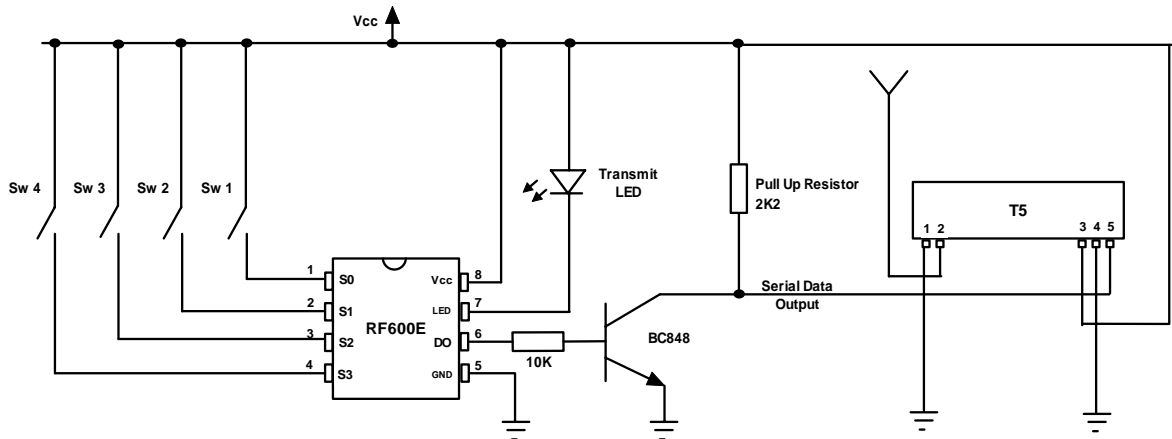 Vcc
Sw 4
Sw 3
Sw 2
Sw 1
Transmit
LED
Pull Up Resistor
2K2
T5
1 2
3 4 5
1
S0
Vcc
8
2
S1
LED
7
RF600E
3
S2
DO
6
4
S3
GND
5
10K
BC848
Serial Data
Output